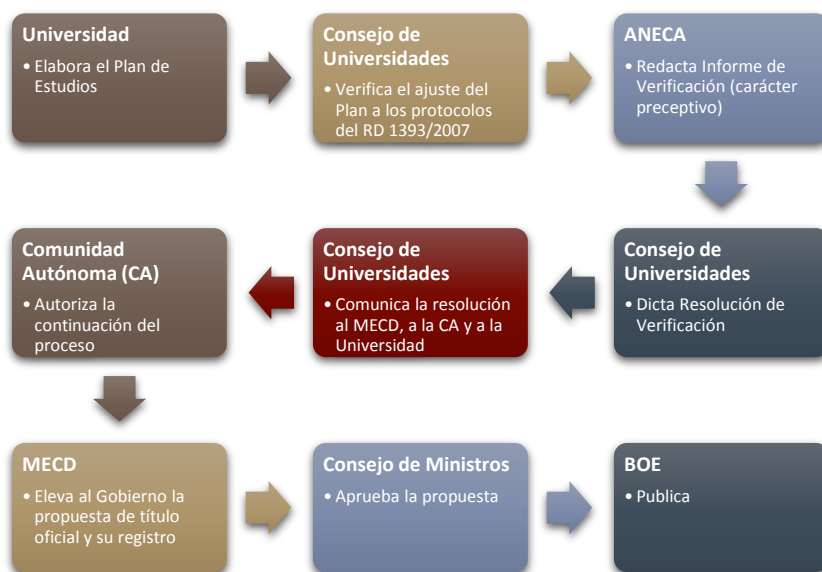 Universidad
• Elabora el Plan de
Estudios
Consejo de
Universidades
• Verifica el ajuste del
Plan a los protocolos
del RD 1393/2007
ANECA
• Redacta Informe de
Verificación (carácter
preceptivo)
Comunidad
Autónoma (CA)
• Autoriza la
continuación del
proceso
Consejo de
Universidades
• Comunica la resolución
al MECD, a la CA y a la
Universidad
Consejo de
Universidades
• Dicta Resolución de
Verificación
MECD
• Eleva al Gobierno la
propuesta de título
oficial y su registro
Consejo de Ministros
• Aprueba la propuesta
BOE
• Publica